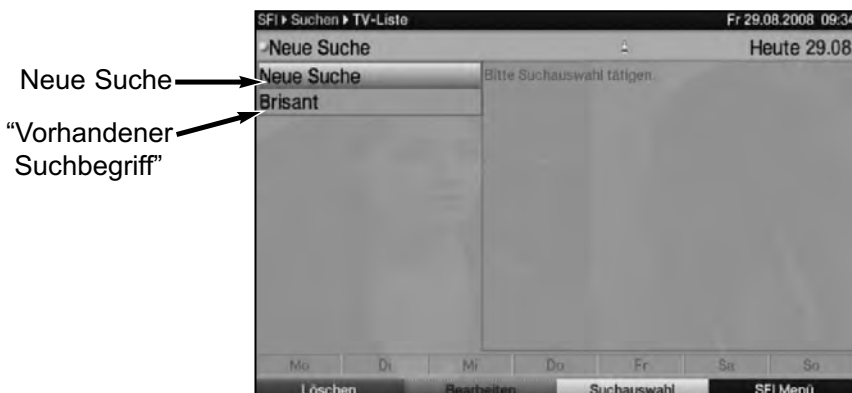 SFI ▸ Suchen ▸ TV-Liste Fr 29.08.2008 09:34
Neue Suche Heute 29.08
Neue Suche
Neue Suche
Bitte Suchauswahl tätigen.
Brisant
“Vorhandener
Suchbegriff”
Mo Di Mi Do Fr Sa So
Löschen Bearbeiten Suchauswahl SFI Menü